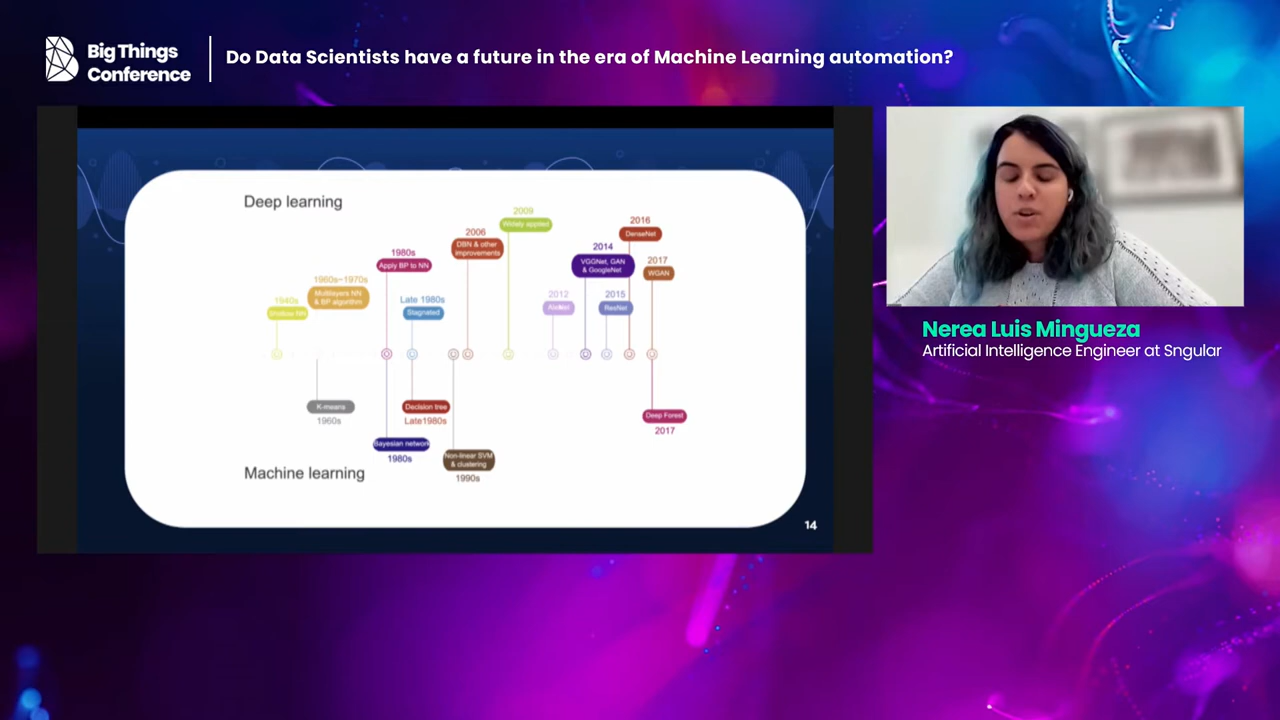 Big Things
Conference
Do Data Scientists have a future in the era of Machine Learning automation?
Deep learning
2009
Widely applied
2016
DenseNet
2006
DBN & other
improvements
1980s
Apply BP to NN
2014
VGGNet, GAN
& GoogleNet
2017
WGAN
1960s~1970s
Multilayers NN
& BP algorithm
1940s
Shallow NN
Late 1980s
Stagnated
2012
AlexNet
2015
ResNet
K-means
1960s
Decision tree
Late1980s
Deep Forest
2017
Bayesian network
1980s
Non-linear SVM
& clustering
1990s
Machine learning
14
Nerea Luis Mingueza
Artificial Intelligence Engineer at Sngular